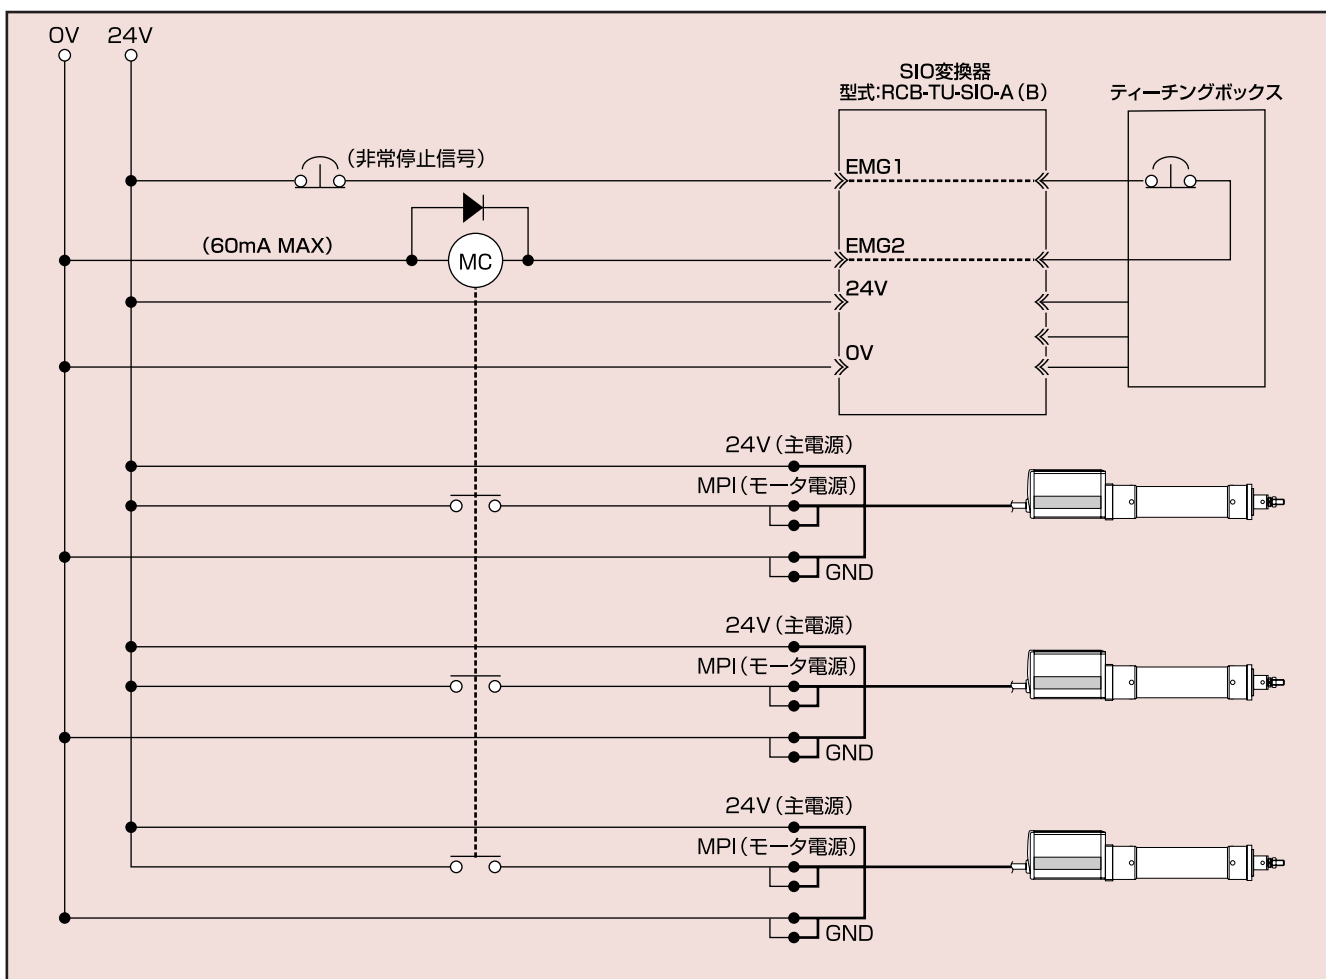 0V 24V
SIO変換器
型式:RCB-TU-SIO-A(B)
ティーチングボックス
(非常停止信号)
EMG1
(60mA MAX)
MC
EMG2
24V
0V
24V(主電源)
MPI(モータ電源)
GND
24V(主電源)
MPI(モータ電源)
GND
24V(主電源)
MPI(モータ電源)
GND